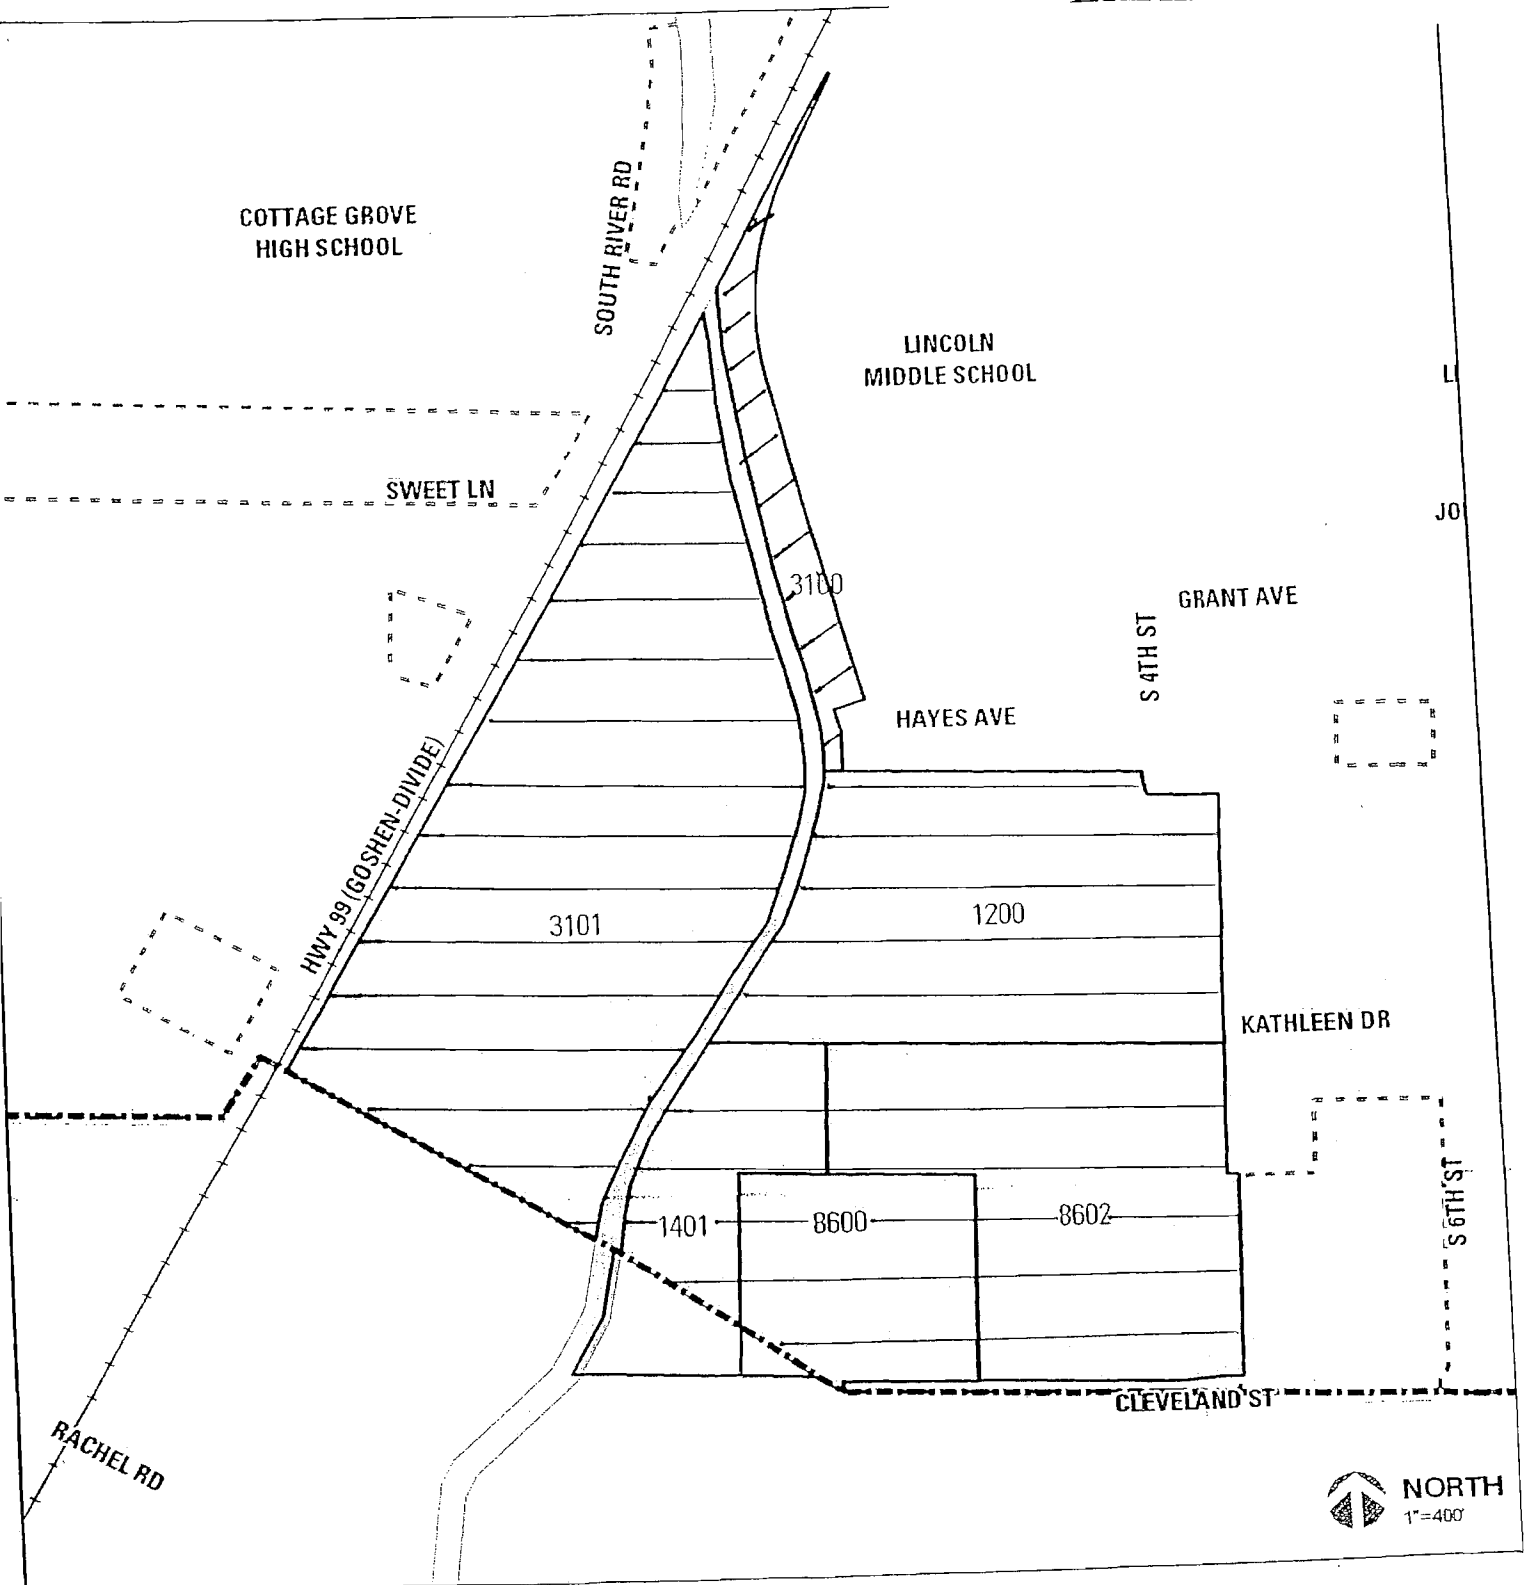 COTTAGE GROVE
HIGH SCHOOL
SOUTH RIVER RD
LINCOLN
MIDDLE SCHOOL
LI
SWEET LN
JO
3100
GRANT AVE
S 4TH ST
HAYES AVE
HWY 99 (GOSHEN-DIVIDE)
3101
1200
KATHLEEN DR
1401
8600
8602
S 6TH ST
CLEVELAND ST
RACHEL RD
NORTH
1"=400'